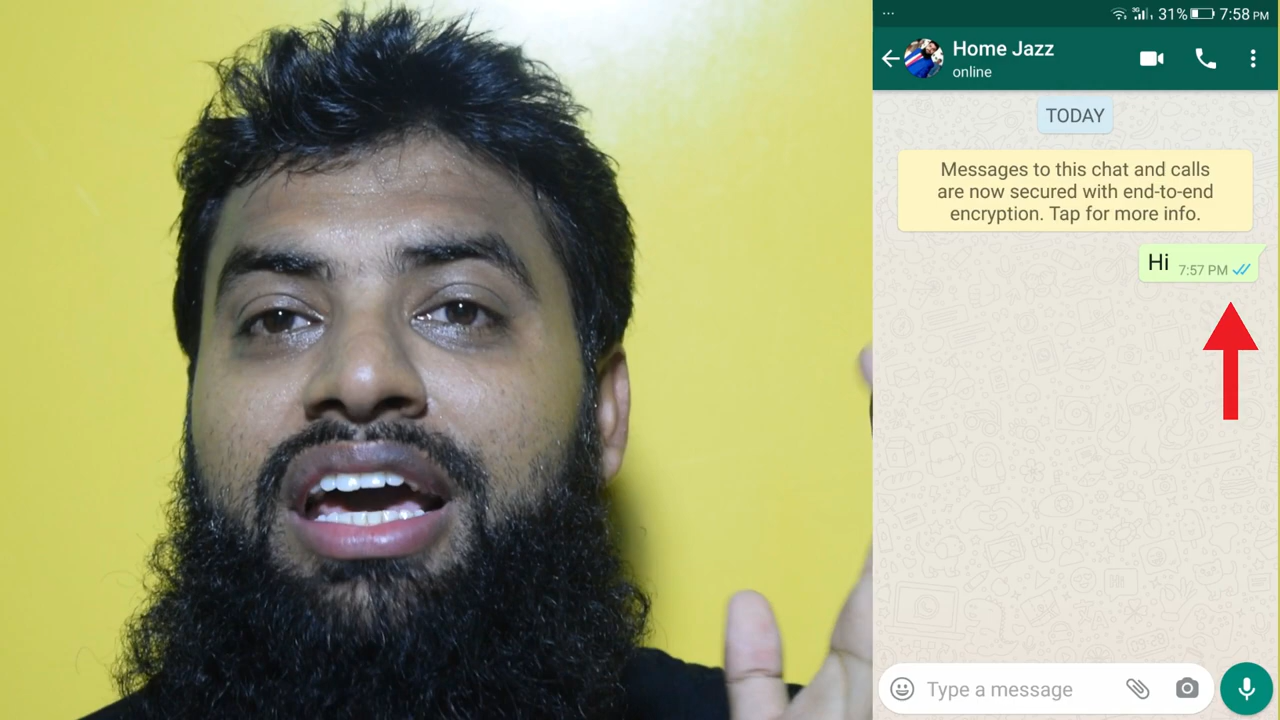 ... 3G 31% 7:58 PM
Home Jazz
online
TODAY
Messages to this chat and calls
are now secured with end-to-end
encryption. Tap for more info.
Hi 7:57 PM
Type a message